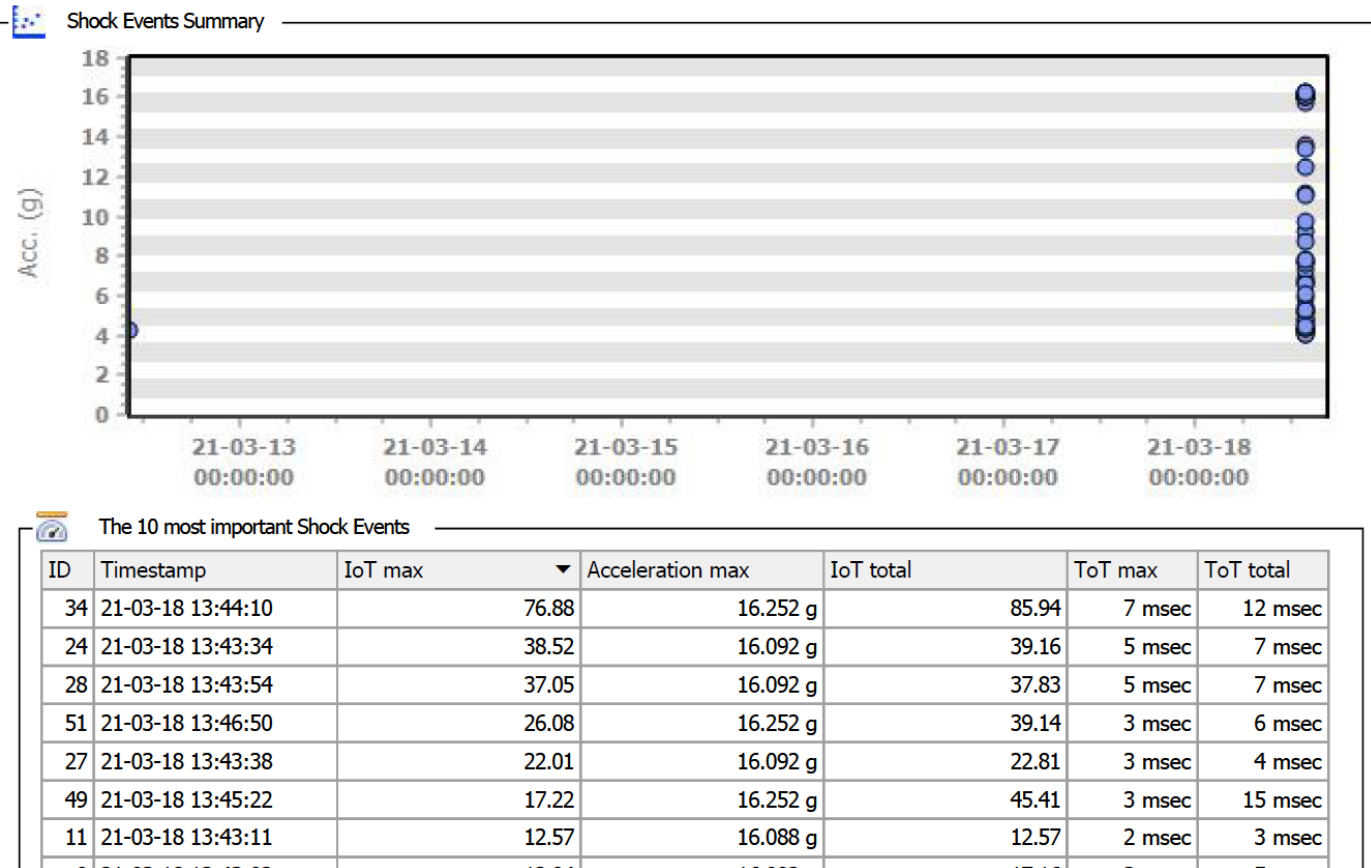 Shock Events Summary
18
16
14
12
10
8
6
4
2
0
Acc. (g)
21-03-13 21-03-14 21-03-15 21-03-16 21-03-17 21-03-18
00:00:00 00:00:00 00:00:00 00:00:00 00:00:00 00:00:00
The 10 most important Shock Events
ID Timestamp IoT max Acceleration max IoT total ToT max ToT total
34 21-03-18 13:44:10 76.88 16.252 g 85.94 7 msec 12 msec
24 21-03-18 13:43:34 38.52 16.092 g 39.16 5 msec 7 msec
28 21-03-18 13:43:54 37.05 16.092 g 37.83 5 msec 7 msec
51 21-03-18 13:46:50 26.08 16.252 g 39.14 3 msec 6 msec
27 21-03-18 13:43:38 22.01 16.092 g 22.81 3 msec 4 msec
49 21-03-18 13:45:22 17.22 16.252 g 45.41 3 msec 15 msec
11 21-03-18 13:43:11 12.57 16.088 g 12.57 2 msec 3 msec